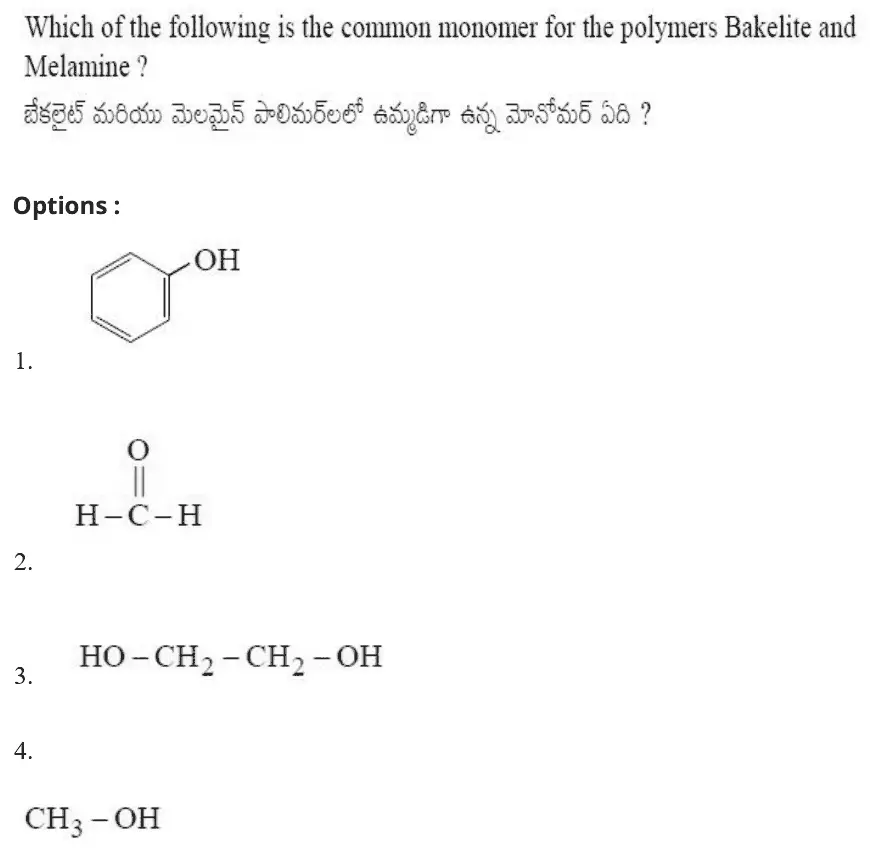 Which of the following is the common monomer for the polymers Bakelite and
Melamine ?
బేకలైట్ మరియు మెలమైన్ పాలిమర్‌లలో ఉమ్మడిగా ఉన్న మోనోమర్ ఏది ?
Options :
OH
1.
O
||
H–C–H
2.
HO–CH₂–CH₂–OH
3.
4.
CH₃–OH